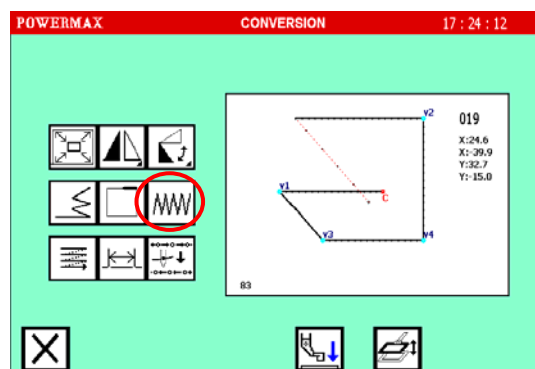 POWERMAX CONVERSION 17 : 24 : 12
V2
019
X:24.6
X:-39.9
Y:32.7
Y:-15.0
V1
C
V3
V4
83